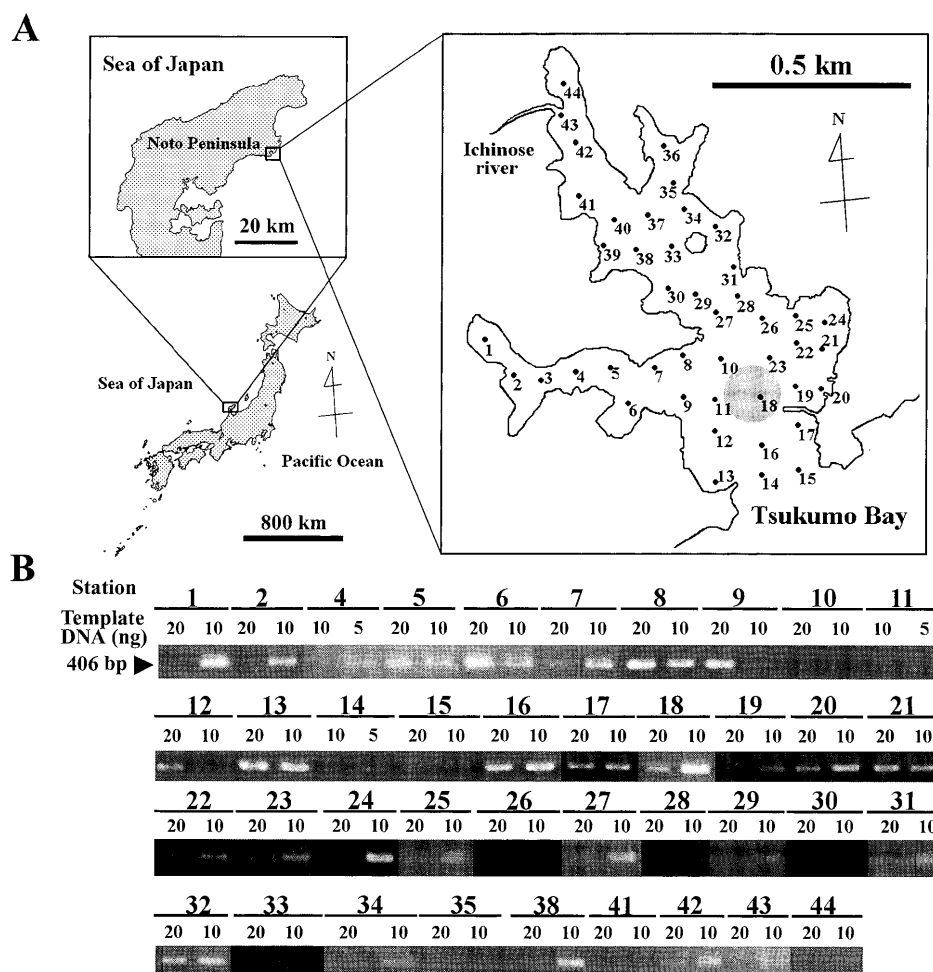 A
Sea of Japan
Noto Peninsula
20 km
Sea of Japan
N
Pacific Ocean
800 km
0.5 km
N
Ichinose
river
44
43
42
36
35
41
40
37
34
32
39
38
33
31
30
29
28
27
26
25
24
1
2
3
4
5
7
8
10
23
22
21
6
9
11
18
19
20
12
17
16
13
14
15
Tsukumo Bay
B
Station 1 2 4 5 6 7 8 9 10 11
Template
DNA (ng) 20 10 20 10 10 5 20 10 20 10 20 10 20 10 20 10 20 10 10 5
406 bp
12 13 14 15 16 17 18 19 20 21
20 10 20 10 10 5 20 10 20 10 20 10 20 10 20 10 20 10 20 10
22 23 24 25 26 27 28 29 30 31
20 10 20 10 20 10 20 10 20 10 20 10 20 10 20 10 20 10 20 10
32 33 34 35 38 41 42 43 44
20 10 20 10 20 10 20 10 20 10 20 10 20 10 20 10 20 10